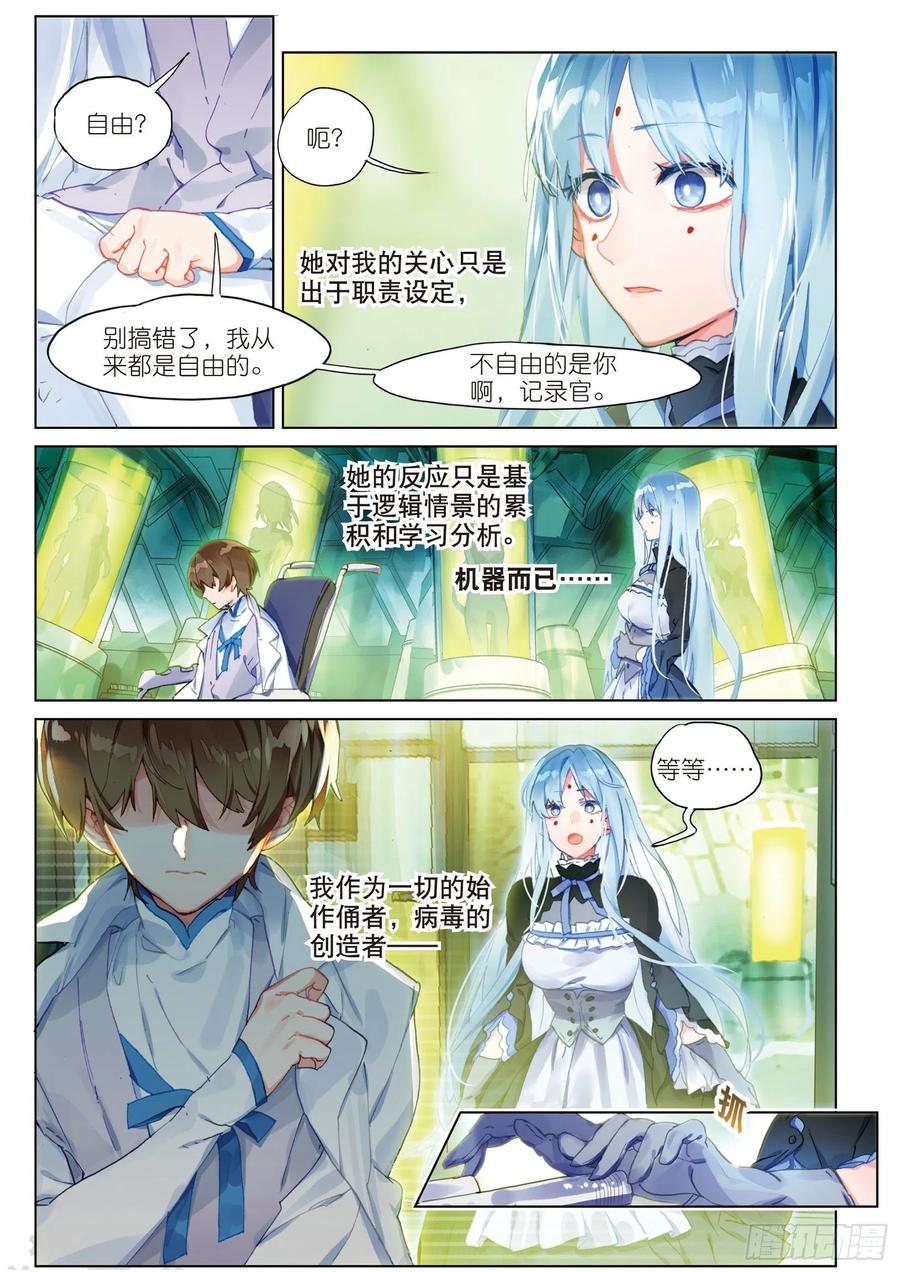 自由？
别搞错了，我从
来都是自由的。
呃？
她对我的关心只是
出于职责设定，
不自由的是你
啊，记录官。
她的反应只是基
于逻辑情景的累
积和学习分析。
机器而已……
等等……
我作为一切的始
作俑者，病毒的
创造者——
抓
腾讯动漫